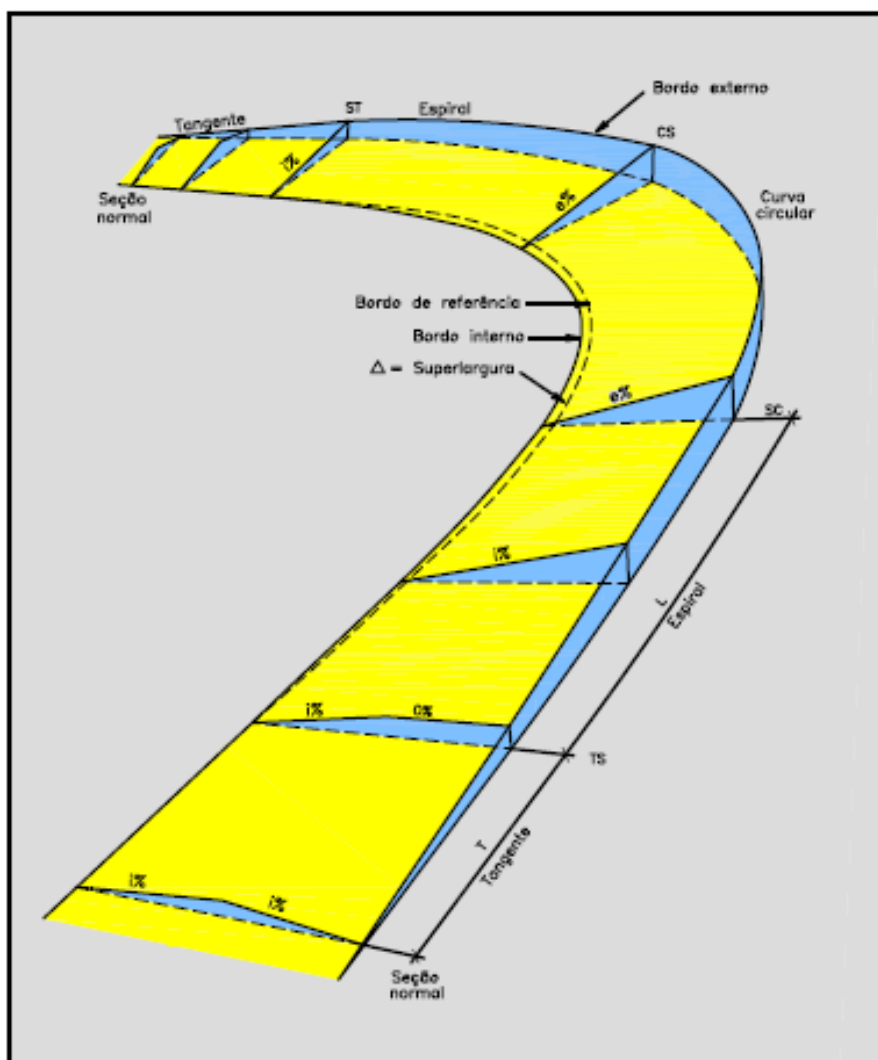 Bordo externo
ST
Espiral
Tangente
CS
i%
Seção
normal
e%
Curva
circular
Bordo de referência
Bordo interno
△ = Superlargura
e%
SC
i%
L
Espiral
i%
0%
TS
T
Tangente
i%
i%
Seção
normal